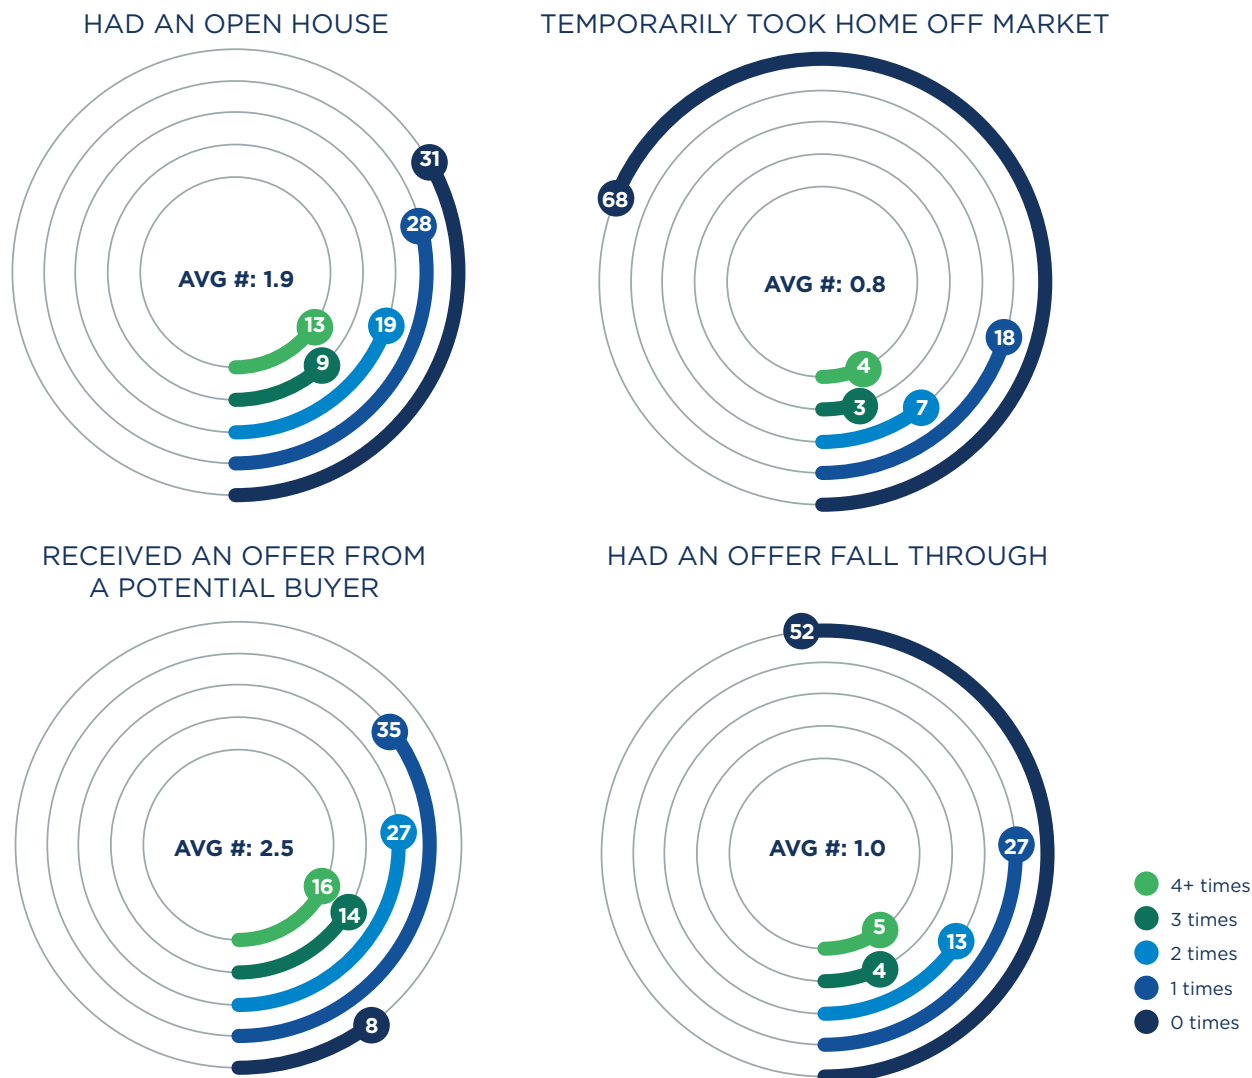 HAD AN OPEN HOUSE
31
28
AVG #: 1.9
13
19
9
TEMPORARILY TOOK HOME OFF MARKET
68
AVG #: 0.8
18
4
3
7
RECEIVED AN OFFER FROM
A POTENTIAL BUYER
35
27
AVG #: 2.5
16
14
8
HAD AN OFFER FALL THROUGH
52
27
AVG #: 1.0
5
13
4
4+ times
3 times
2 times
1 times
0 times